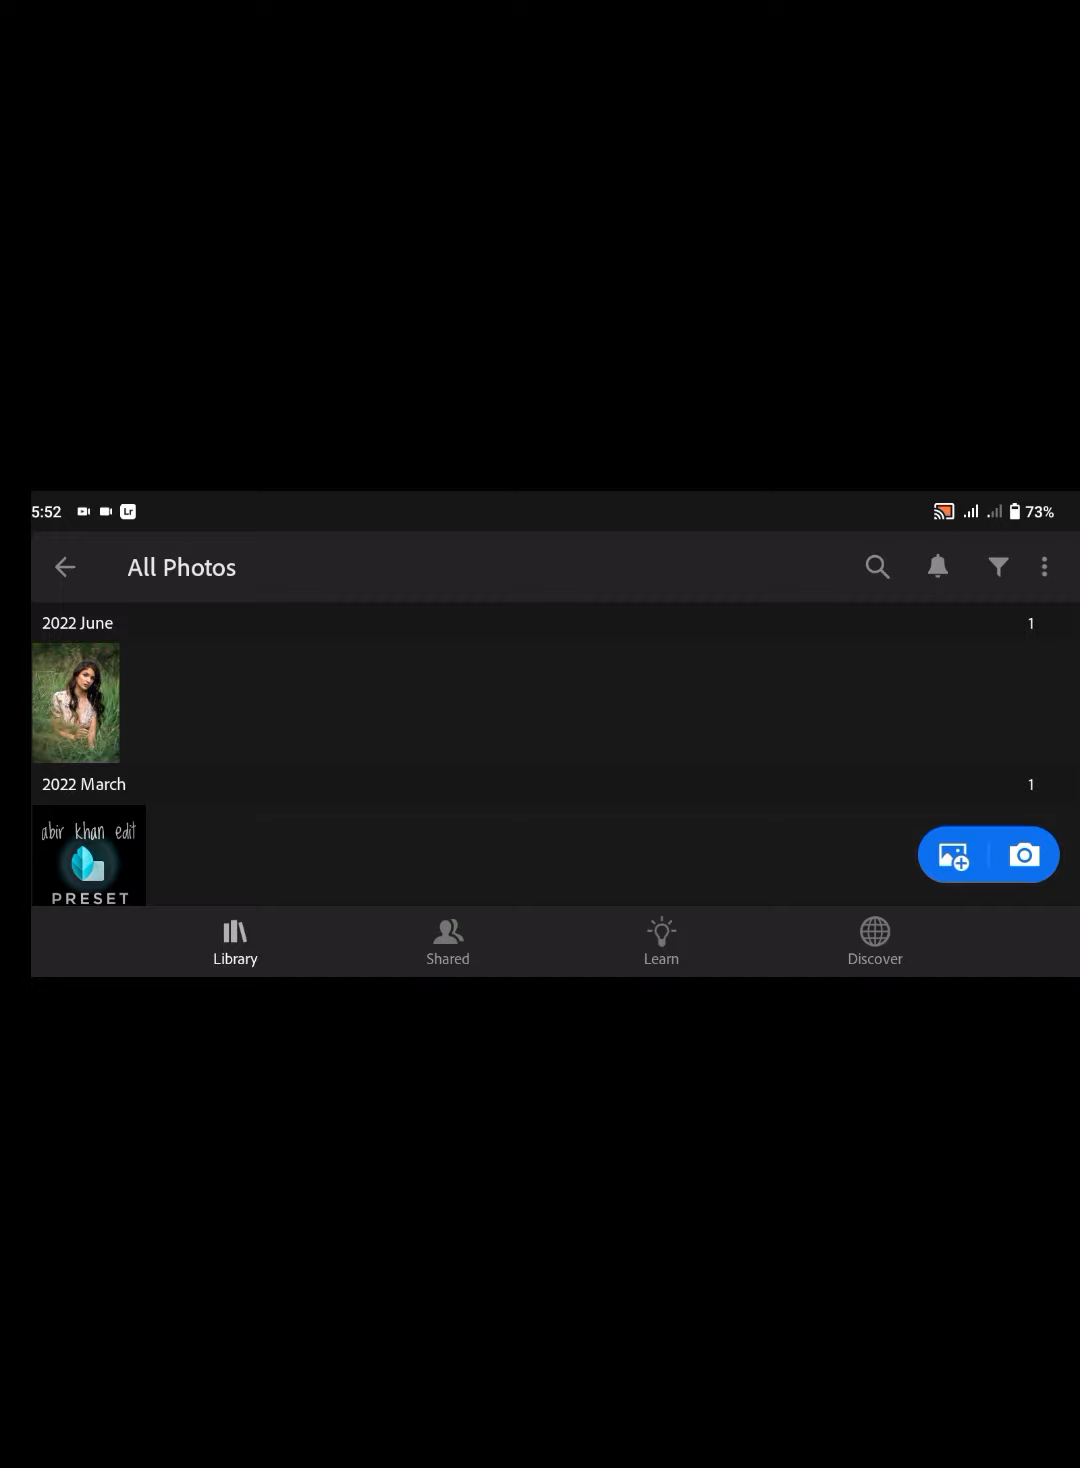 5:52
Lr
73%
All Photos
2022 June
1
2022 March
1
abir khan edit
PRESET
Library
Shared
Learn
Discover